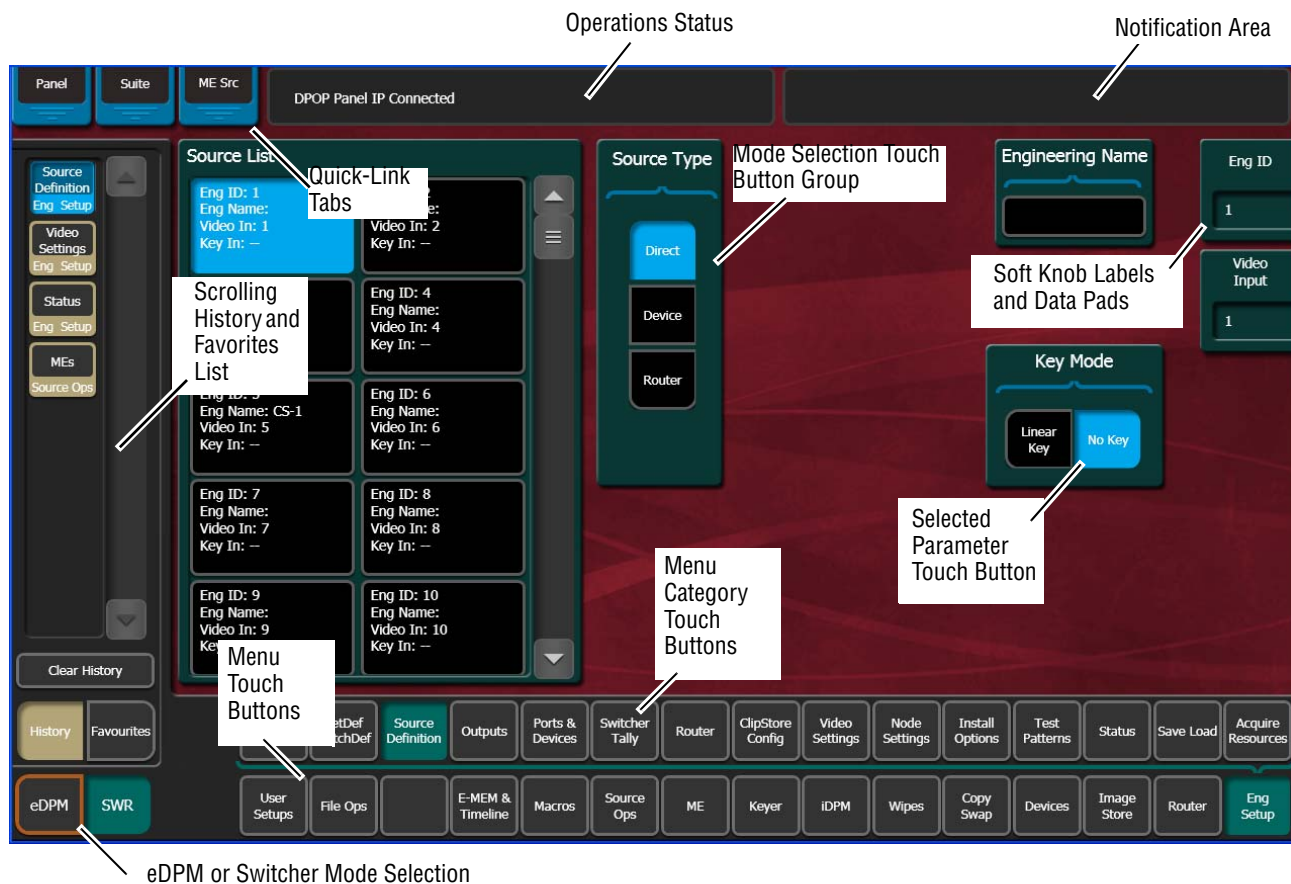 Operations Status
Notification Area
Panel
Suite
ME Src
DPOP Panel IP Connected
Source
Definition
Eng Setup
Video
Settings
Eng Setup
Status
Eng Setup
MEs
Source Ops
Clear History
History
Favourites
eDPM
SWR
Scrolling
History and
Favorites
List
Source List
Quick-Link
Tabs
Eng ID: 1
Eng Name:
Video In: 1
Key In: --
Video In: 2
Key In: --
Eng ID: 4
Eng Name:
Video In: 4
Key In: --
Eng Name: CS-1
Video In: 5
Key In: --
Eng ID: 6
Eng Name:
Video In: 6
Key In: --
Eng ID: 7
Eng Name:
Video In: 7
Key In: --
Eng ID: 8
Eng Name:
Video In: 8
Key In: --
Eng ID: 9
Eng Name:
Video In: 9
Eng ID: 10
Eng Name:
Video In: 10
Key In: --
Source Type
Direct
Device
Router
Mode Selection Touch
Button Group
Engineering Name
Eng ID
1
Video
Input
1
Soft Knob Labels
and Data Pads
Key Mode
Linear
Key
No Key
Selected
Parameter
Touch Button
Menu
Category
Touch
Buttons
Menu
Touch
Buttons
Source
Definition
Outputs
Ports &
Devices
Switcher
Tally
Router
ClipStore
Config
Video
Settings
Node
Settings
Install
Options
Test
Patterns
Status
Save Load
Acquire
Resources
User
Setups
File Ops
E-MEM &
Timeline
Macros
Source
Ops
ME
Keyer
iDPM
Wipes
Copy
Swap
Devices
Image
Store
Router
Eng
Setup
eDPM or Switcher Mode Selection